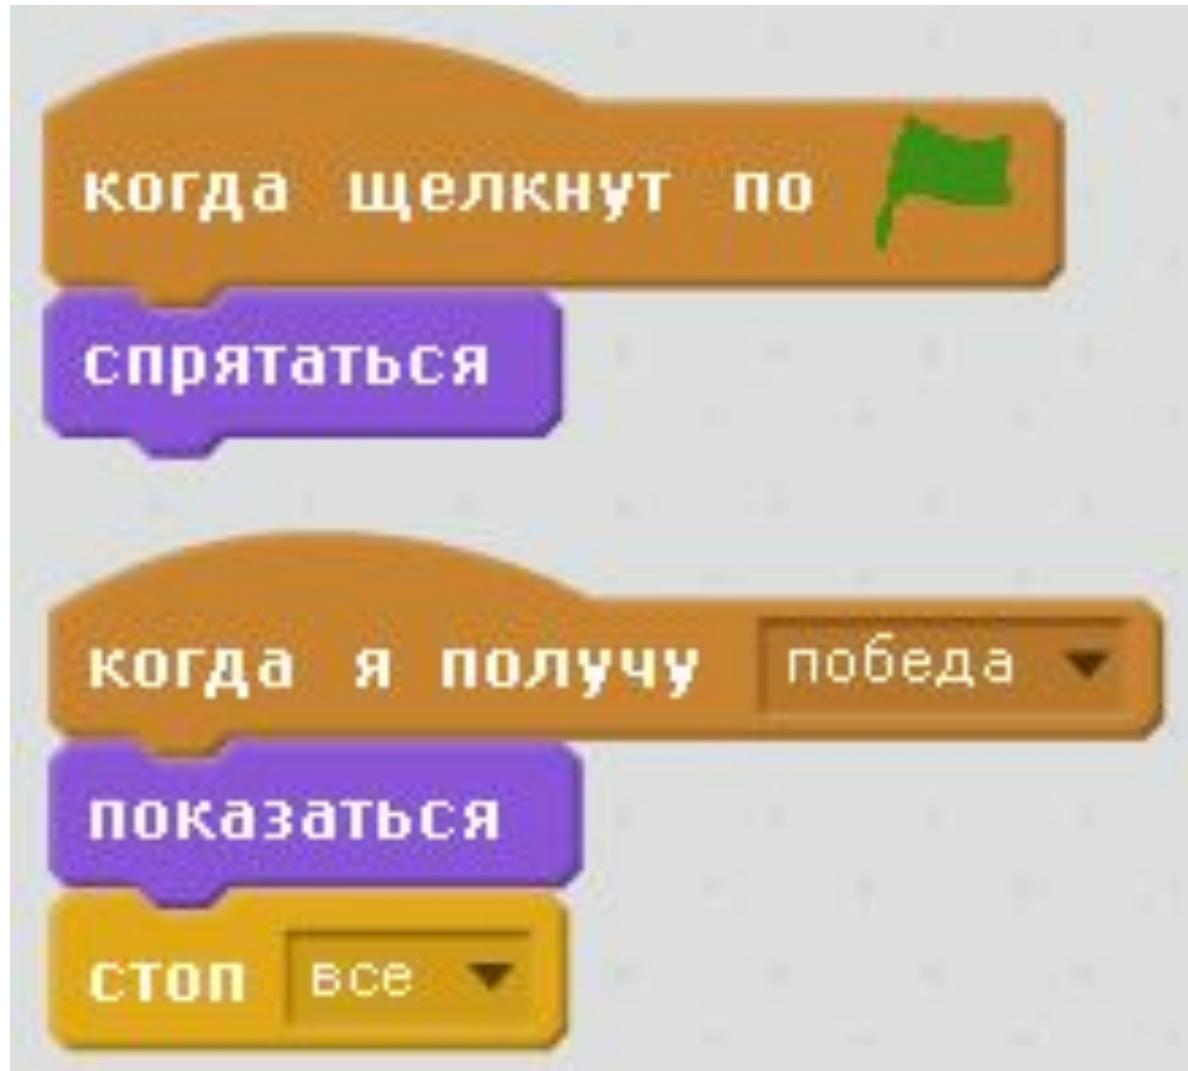 когда щелкнут по
спрятаться
когда я получу победа
показаться
стоп все